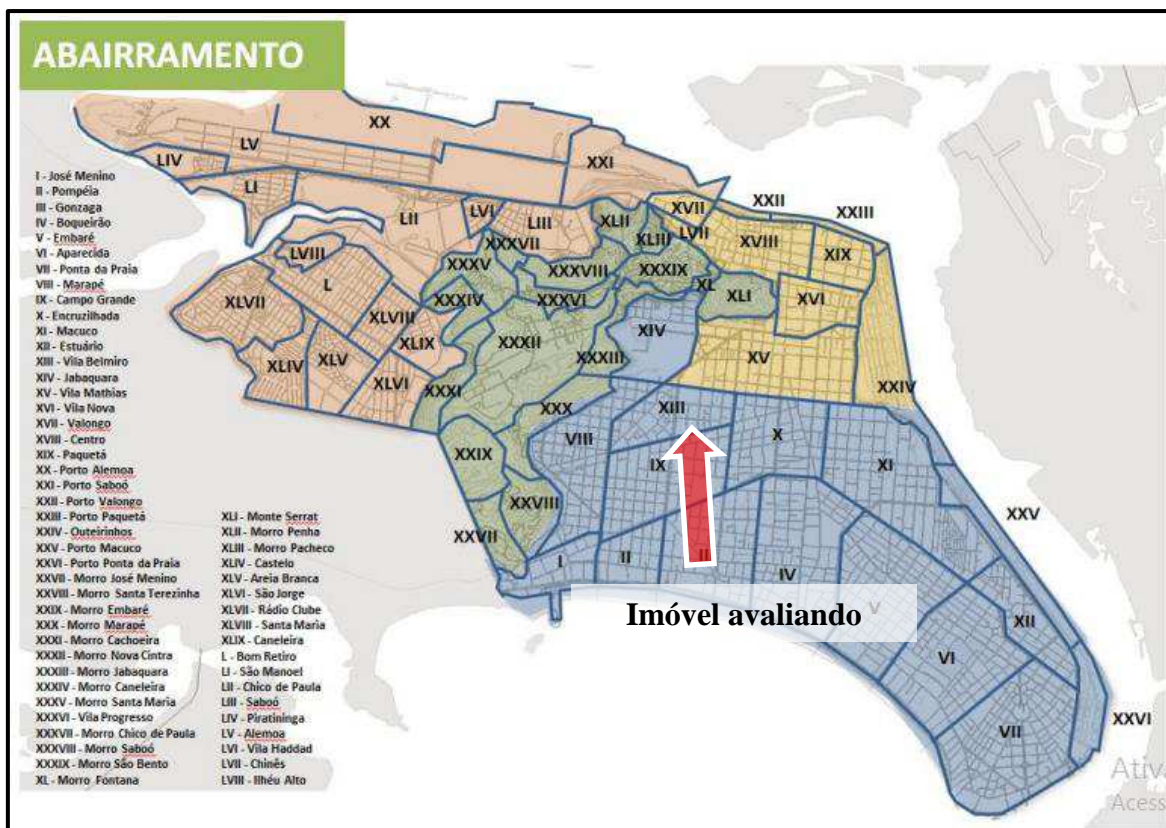 ABAIRRAMENTO
I - José Menino
II - Pompéia
III - Gonzaga
IV - Boqueirão
V - Embaré
VI - Aparecida
VII - Ponta da Praia
VIII - Marapé
IX - Campo Grande
X - Encruzilhada
XI - Macuco
XII - Estuário
XIII - Vila Belmiro
XIV - Jabaquara
XV - Vila Mathias
XVI - Vila Nova
XVII - Valongo
XVIII - Centro
XIX - Paquetá
XX - Porto Alemoa
XXI - Porto Saboó
XXII - Porto Valongo
XXIII - Porto Paquetá
XXIV - Outeirinhos
XXV - Porto Macuco
XXVI - Porto Ponta da Praia
XXVII - Morro José Menino
XXVIII - Morro Santa Terezinha
XXIX - Morro Embaré
XXX - Morro Marapé
XXXI - Morro Cachoeira
XXXII - Morro Nova Cintra
XXXIII - Morro Jabaquara
XXXIV - Morro Caneleira
XXXV - Morro Santa Maria
XXXVI - Vila Progresso
XXXVII - Morro Chico de Paula
XXXVIII - Morro Saboó
XXXIX - Morro São Bento
XL - Morro Fontana
XLI - Monte Serrat
XLII - Morro Penha
XLIII - Morro Pacheco
XLIV - Castelo
XLV - Areia Branca
XLVI - São Jorge
XLVII - Rádio Clube
XLVIII - Santa Maria
XLIX - Caneleira
L - Bom Retiro
LI - São Manoel
LII - Chico de Paula
LIII - Saboó
LIV - Piratininga
LV - Alemoa
LVI - Vila Haddad
LVII - Chinês
LVIII - Ilhéu Alto
XX
LV
LIV
XXI
LI
LII
LVI
LIII
XLII
XVII
XXII
XXIII
LVII
XLIII
XVIII
XIX
XXXVII
LVIII
XXXV
XXXVIII
XXXIX
L
XL
XLI
XVI
XLVII
XXXIV
XXXVI
XLVIII
XIV
XXXII
XLIX
XXXIII
XV
XLIV
XLV
XLVI
XXXI
XXIV
XXX
XIII
VIII
X
XXIX
IX
XI
XXVIII
XXV
XXVII
I
II
II
IV
Imóvel avaliando
V
XII
VI
XXVI
VII
Ativ
Acess